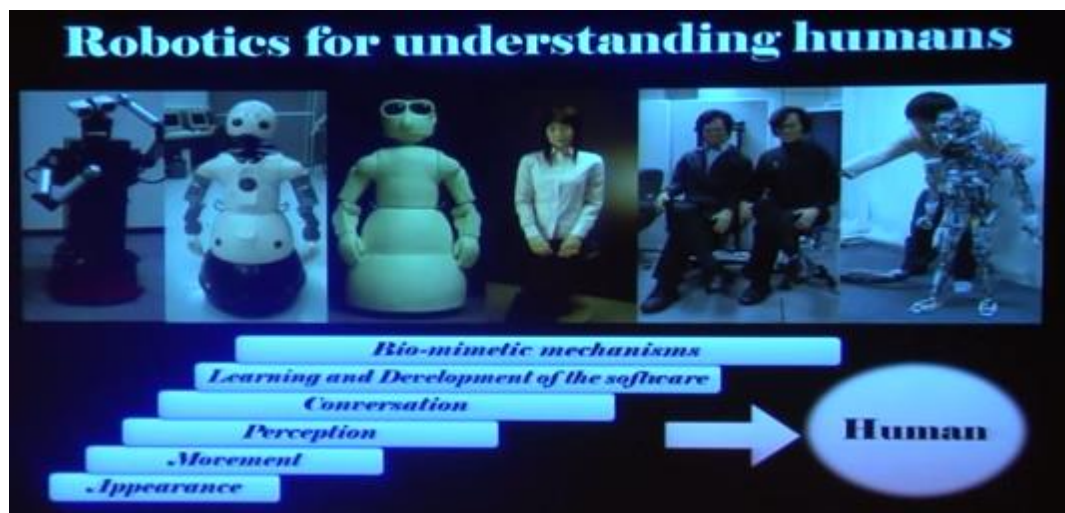 Robotics for understanding humans
Bio-mimetic mechanisms
Learning and Development of the software
Conversation
Perception
Movement
Appearance
Human